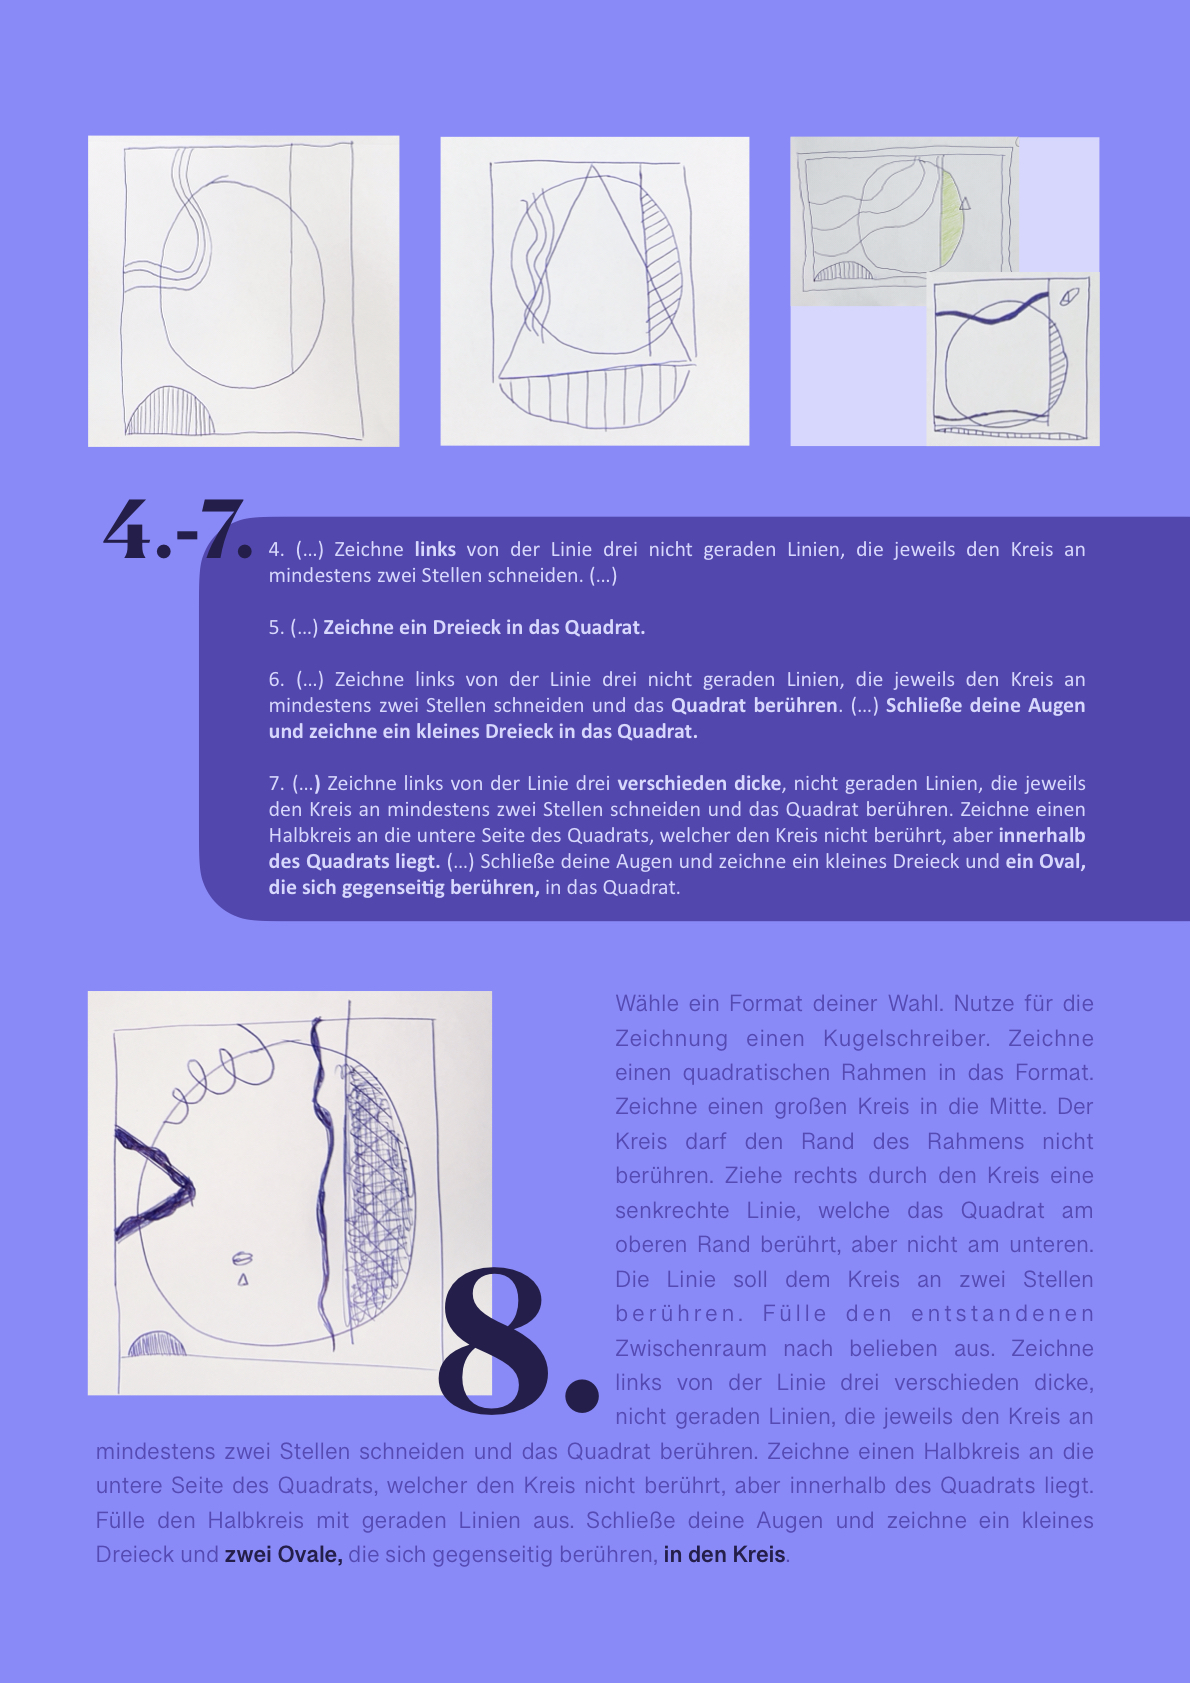 4.-7.
4. (...) Zeichne links von der Linie drei nicht geraden Linien, die jeweils den Kreis an
mindestens zwei Stellen schneiden. (...)
5. (...) Zeichne ein Dreieck in das Quadrat.
6. (...) Zeichne links von der Linie drei nicht geraden Linien, die jeweils den Kreis an
mindestens zwei Stellen schneiden und das Quadrat berühren. (...) Schließe deine Augen
und zeichne ein kleines Dreieck in das Quadrat.
7. (...) Zeichne links von der Linie drei verschieden dicke, nicht geraden Linien, die jeweils
den Kreis an mindestens zwei Stellen schneiden und das Quadrat berühren. Zeichne einen
Halbkreis an die untere Seite des Quadrats, welcher den Kreis nicht berührt, aber innerhalb
des Quadrats liegt. (...) Schließe deine Augen und zeichne ein kleines Dreieck und ein Oval,
die sich gegenseitig berühren, in das Quadrat.
8.
Wähle ein Format deiner Wahl. Nutze für die
Zeichnung einen Kugelschreiber. Zeichne
einen quadratischen Rahmen in das Format.
Zeichne einen großen Kreis in die Mitte. Der
Kreis darf den Rand des Rahmens nicht
berühren. Ziehe rechts durch den Kreis eine
senkrechte Linie, welche das Quadrat am
oberen Rand berührt, aber nicht am unteren.
Die Linie soll dem Kreis an zwei Stellen
berühren. Fülle den entstandenen
Zwischenraum nach belieben aus. Zeichne
links von der Linie drei verschieden dicke,
nicht geraden Linien, die jeweils den Kreis an
mindestens zwei Stellen schneiden und das Quadrat berühren. Zeichne einen Halbkreis an die
untere Seite des Quadrats, welcher den Kreis nicht berührt, aber innerhalb des Quadrats liegt.
Fülle den Halbkreis mit geraden Linien aus. Schließe deine Augen und zeichne ein kleines
Dreieck und zwei Ovale, die sich gegenseitig berühren, in den Kreis.